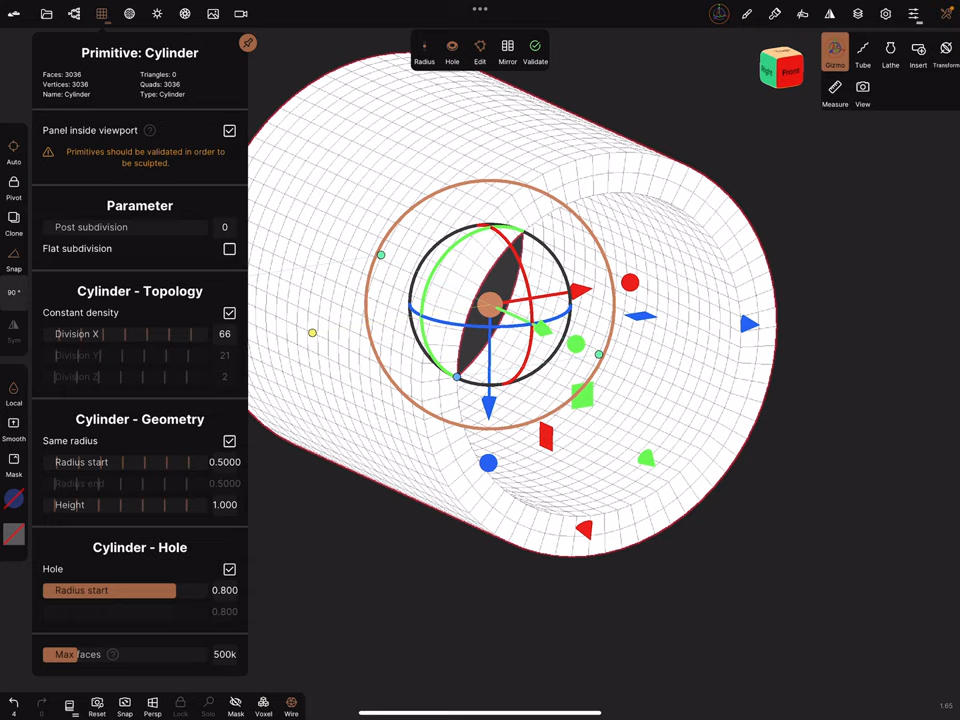 Primitive: Cylinder
Faces: 3036 Triangles: 0
Vertices: 3036 Quads: 3036
Name: Cylinder Type: Cylinder
Panel inside viewport ?
Primitives should be validated in order to
be sculpted.
Parameter
Post subdivision 0
Flat subdivision
Cylinder - Topology
Constant density
Division X 66
Division Y 21
Division Z 2
Cylinder - Geometry
Same radius
Radius start 0.5000
Radius end 0.5000
Height 1.000
Cylinder - Hole
Hole
Radius start 0.800
0.800
Max faces ? 500k
Auto
Pivot
Clone
Snap
90 °
Sym
Local
Smooth
Mask
Radius Hole Edit Mirror Validate
Right Front
Gizmo Tube Lathe Insert Transform
Measure View
4 0 Reset Snap Persp Lock Solo Mask Voxel Wire
1.65